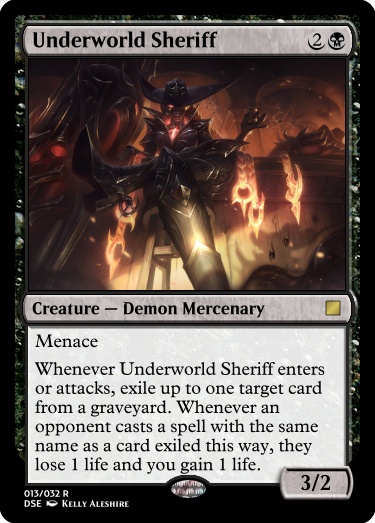 Underworld Sheriff 2
Creature — Demon Mercenary
Menace
Whenever Underworld Sheriff enters
or attacks, exile up to one target card
from a graveyard. Whenever an
opponent casts a spell with the same
name as a card exiled this way, they
lose 1 life and you gain 1 life.
3/2
013/032 R
DSE Kelly Aleshire